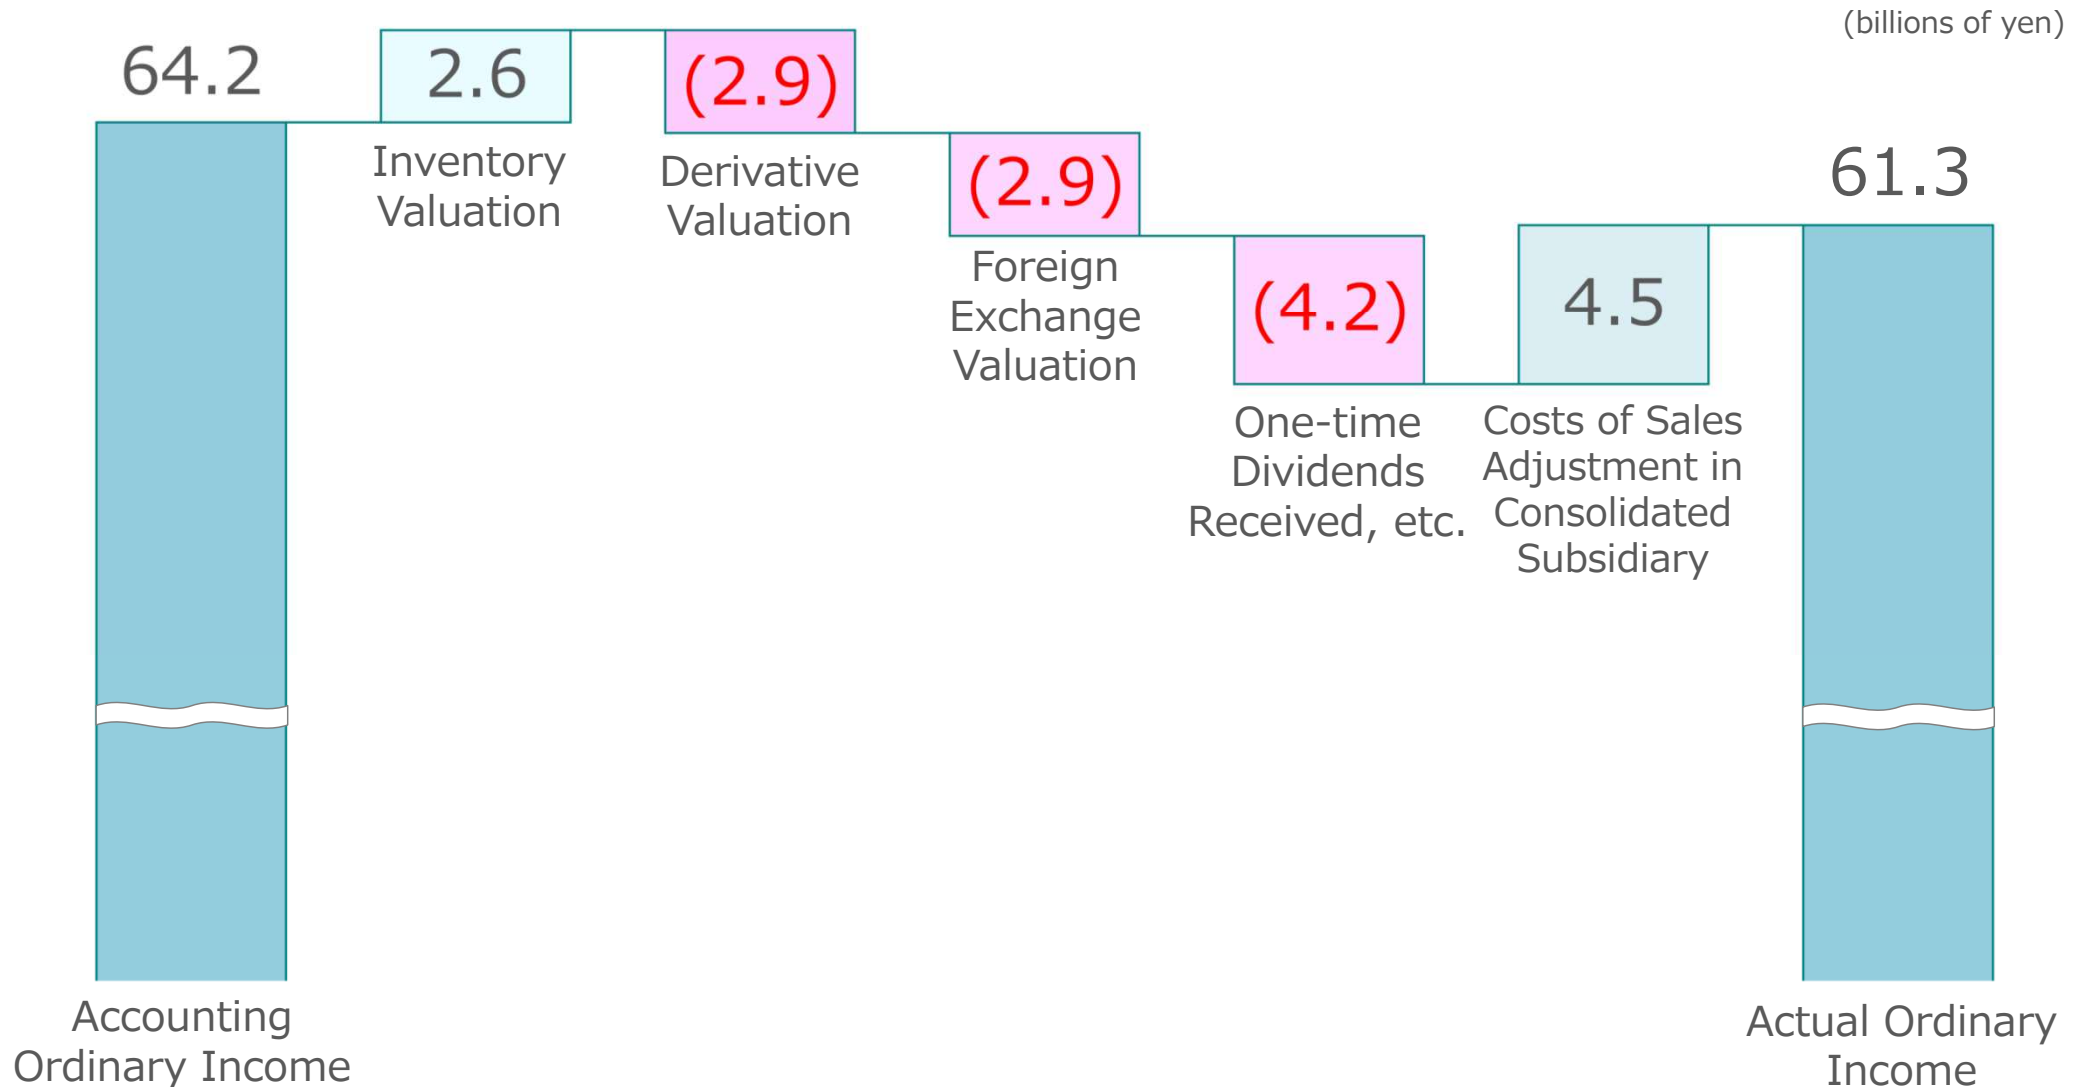 (billions of yen)
64.2
2.6
(2.9)
Inventory
Valuation
Derivative
Valuation
(2.9)
Foreign
Exchange
Valuation
(4.2)
One-time
Dividends
Received, etc.
4.5
Costs of Sales
Adjustment in
Consolidated
Subsidiary
61.3
Accounting
Ordinary Income
Actual Ordinary
Income